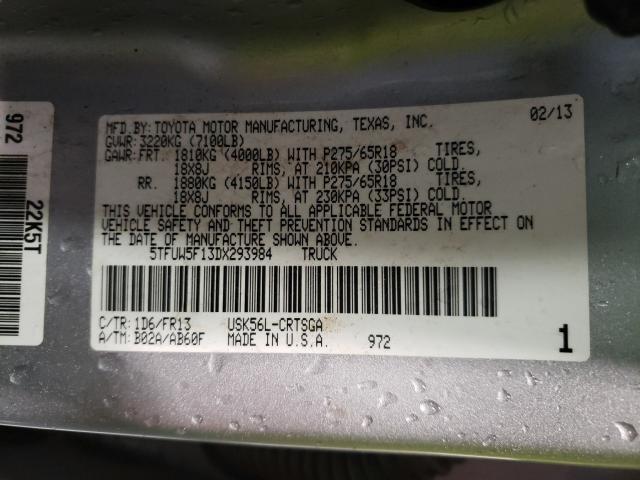 MFD.BY:TOYOTA MOTOR MANUFACTURING, TEXAS, INC. 02/13
GVWR:3220KG (7100LB)
GAWR:FRT. 1810KG (4000LB) WITH P275/65R18 TIRES,
18X8J RIMS, AT 210KPA (30PSI) COLD
RR. 1880KG (4150LB) WITH P275/65R18 TIRES,
18X8J RIMS, AT 230KPA (33PSI) COLD
THIS VEHICLE CONFORMS TO ALL APPLICABLE FEDERAL MOTOR
VEHICLE SAFETY AND THEFT PREVENTION STANDARDS IN EFFECT ON
THE DATE OF MANUFACTURE SHOWN ABOVE.
5TFUW5F13DX293984 TRUCK
C/TR:1D6/FR13 USK56L-CRTSGA
A/TM:B02A/AB60F MADE IN U.S.A. 972 1
972
22K5T